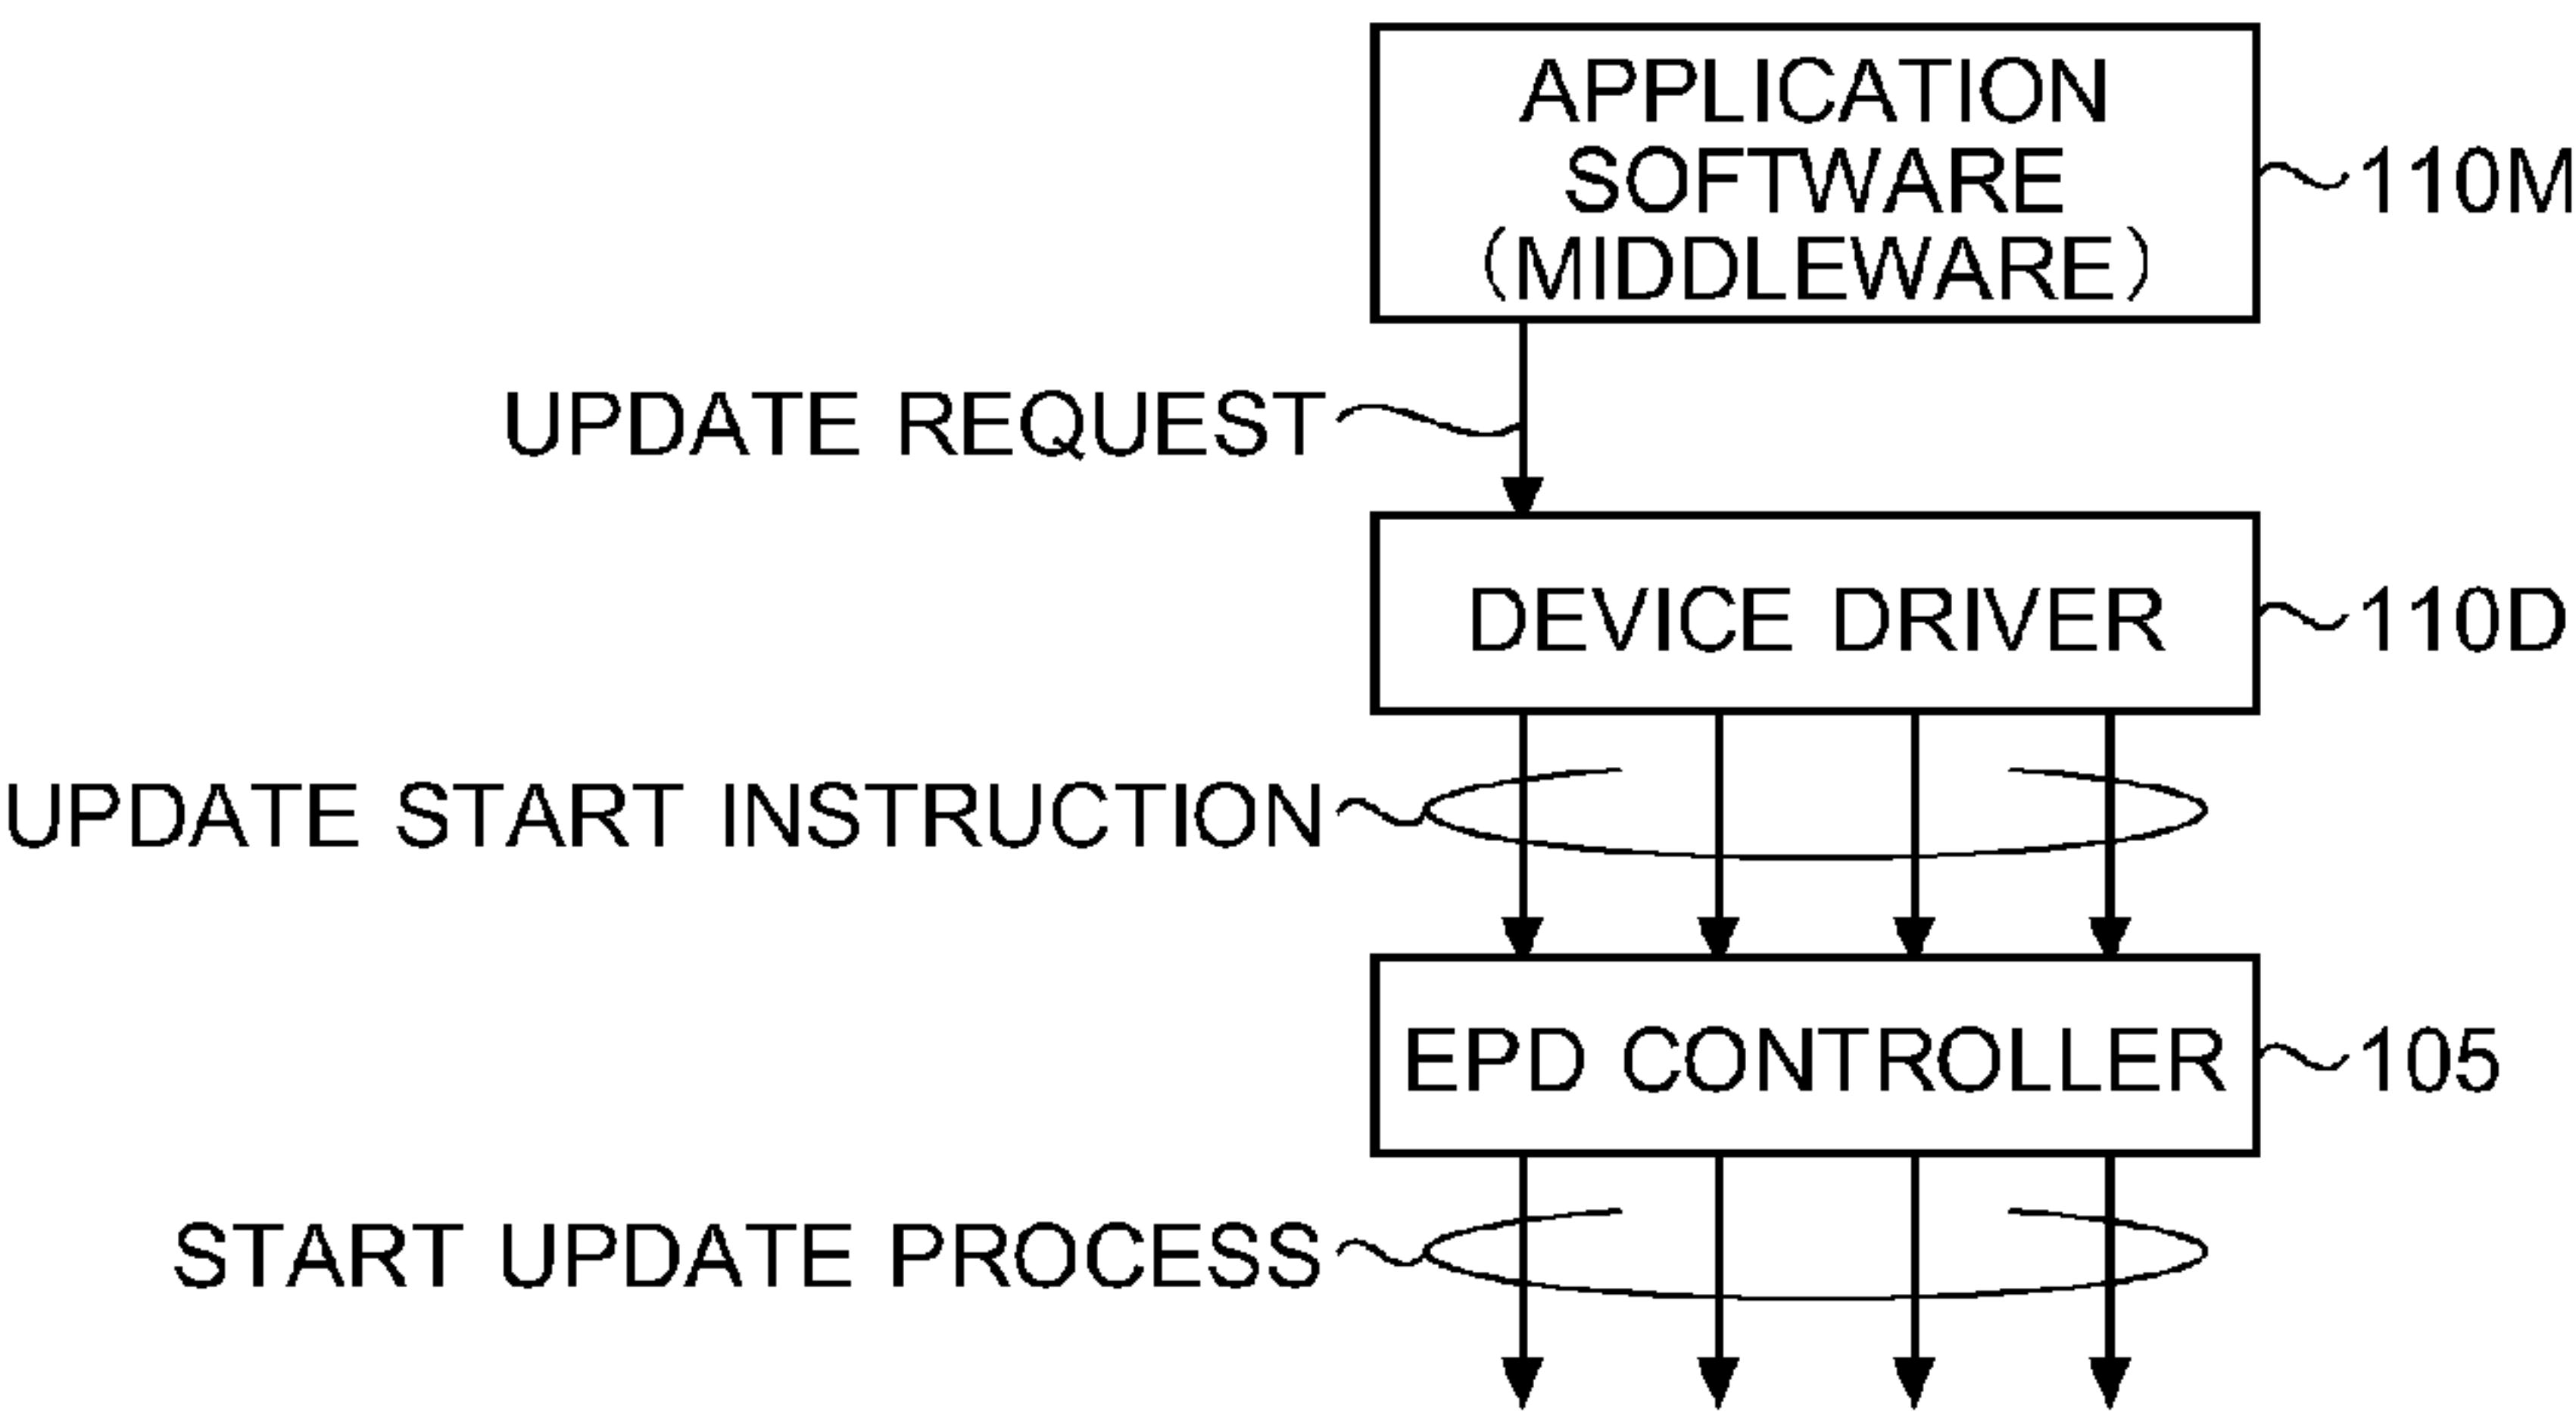 APPLICATION
SOFTWARE
(MIDDLEWARE)
110M
UPDATE REQUEST
DEVICE DRIVER
110D
UPDATE START INSTRUCTION
EPD CONTROLLER
105
START UPDATE PROCESS